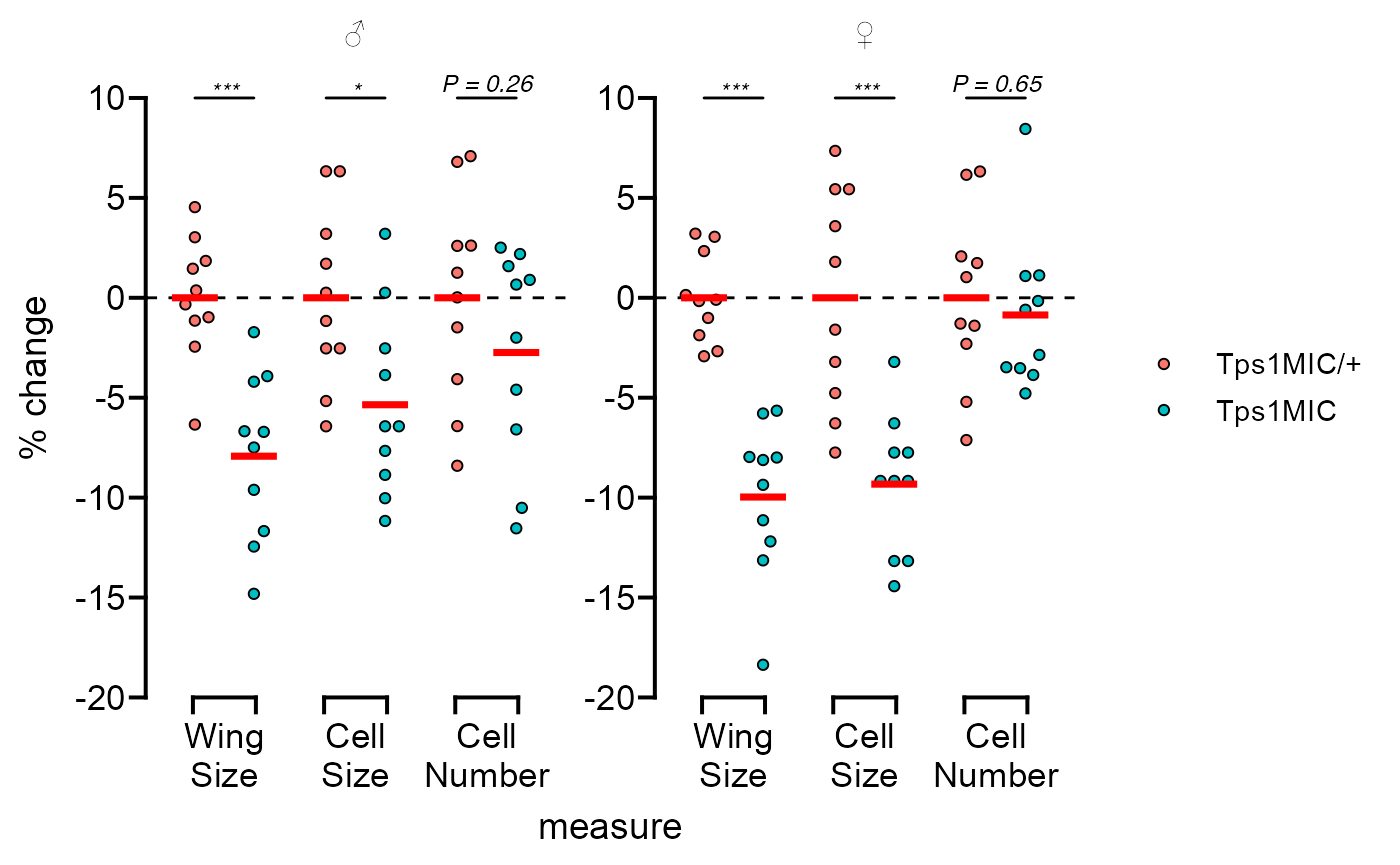 ♂
♀
*** * P = 0.26
*** *** P = 0.65
10
5
0
-5
-10
-15
-20
10
5
0
-5
-10
-15
-20
% change
Wing
Size
Cell
Size
Cell
Number
Wing
Size
Cell
Size
Cell
Number
measure
Tps1MIC/+
Tps1MIC